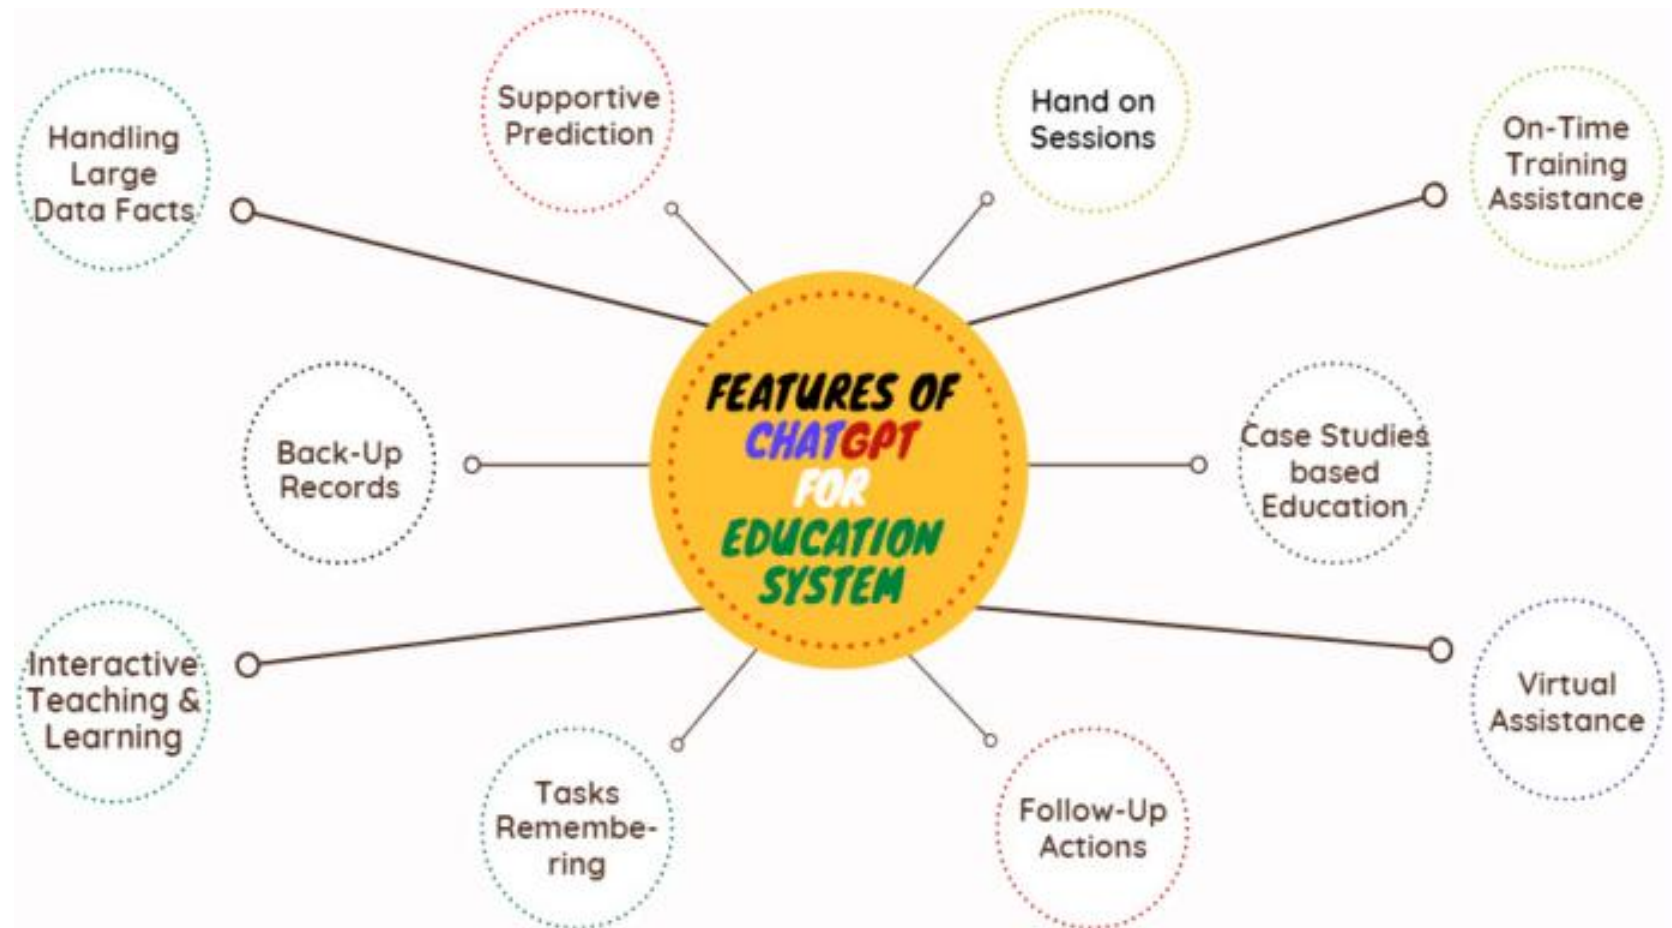 Supportive
Prediction
Hand on
Sessions
Handling
Large
Data Facts
On-Time
Training
Assistance
FEATURES OF
CHATGPT
FOR
EDUCATION
SYSTEM
Back-Up
Records
Case Studies
based
Education
Interactive
Teaching &
Learning
Virtual
Assistance
Tasks
Remembe-
ring
Follow-Up
Actions